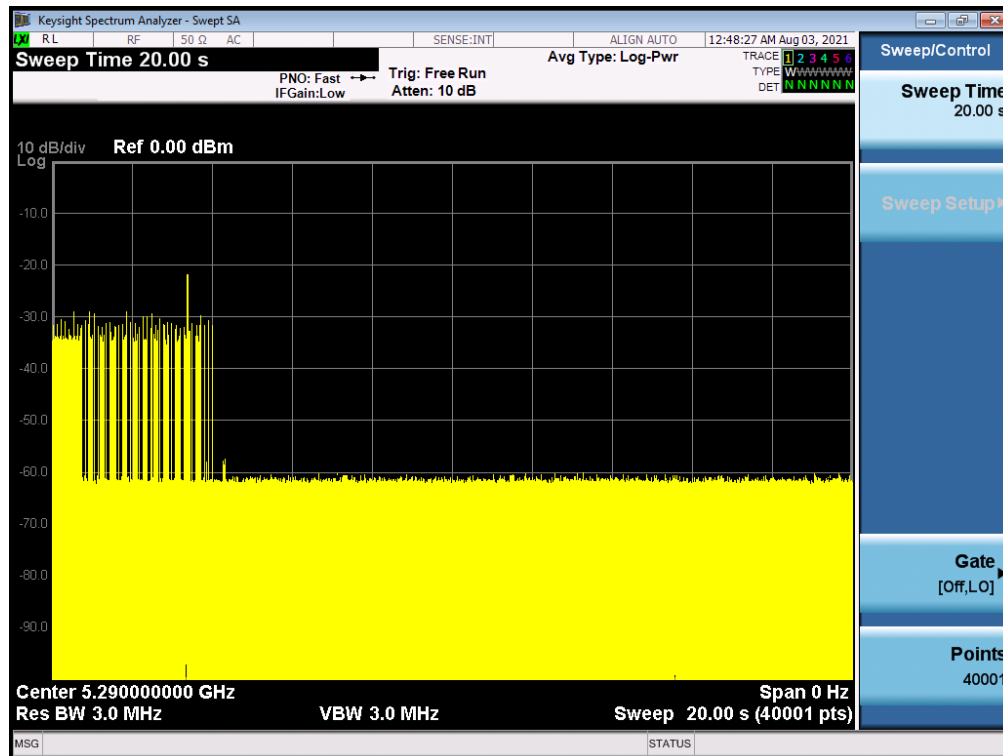 Keysight Spectrum Analyzer - Swept SA
LXI RL RF 50 Ω AC SENSE:INT ALIGN AUTO 12:48:27 AM Aug 03, 2021
Sweep Time 20.00 s
PNO: Fast
IFGain:Low
Trig: Free Run
Atten: 10 dB
Avg Type: Log-Pwr
TRACE 1 2 3 4 5 6
TYPE W W W W W W
DET N N N N N N
10 dB/div Ref 0.00 dBm
Log
-10.0
-20.0
-30.0
-40.0
-50.0
-60.0
-70.0
-80.0
-90.0
Center 5.290000000 GHz Span 0 Hz
Res BW 3.0 MHz VBW 3.0 MHz Sweep 20.00 s (40001 pts)
MSG STATUS
Sweep/Control
Sweep Time
20.00 s
Sweep Setup
Gate
[Off,LO]
Points
40001